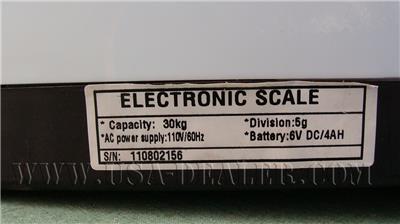 ELECTRONIC SCALE
* Capacity: 30kg *Division:5g
*AC power supply:110V/60Hz *Battery:6V DC/4AH
S/N: 110802156
WWW.USA-DEALER.COM